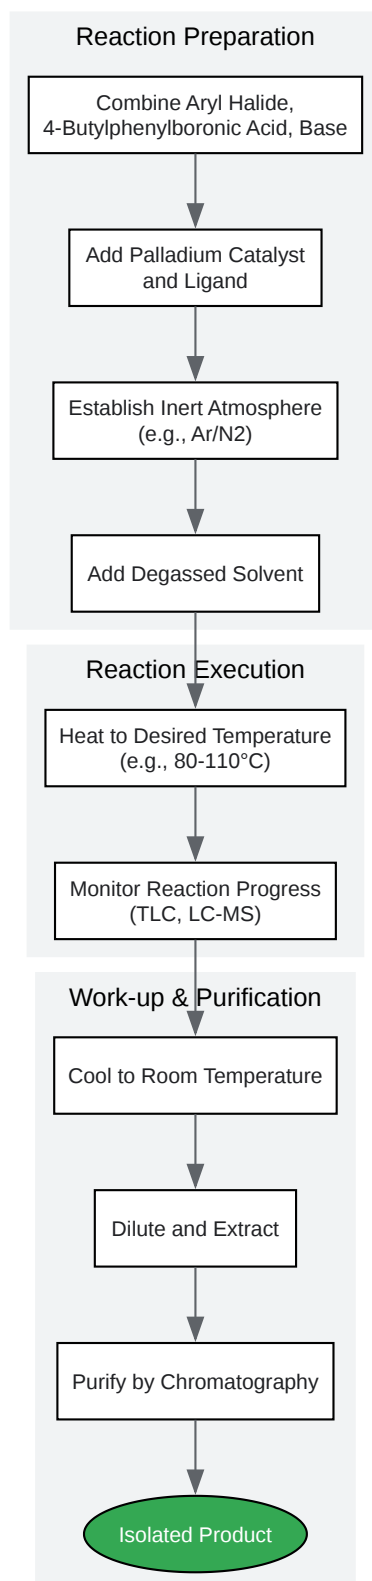 Reaction Preparation
Combine Aryl Halide,
4-Butylphenylboronic Acid, Base
Add Palladium Catalyst
and Ligand
Establish Inert Atmosphere
(e.g., Ar/N2)
Add Degassed Solvent
Reaction Execution
Heat to Desired Temperature
(e.g., 80-110°C)
Monitor Reaction Progress
(TLC, LC-MS)
Work-up & Purification
Cool to Room Temperature
Dilute and Extract
Purify by Chromatography
Isolated Product